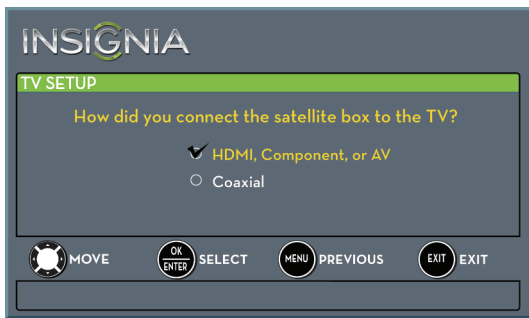 INSIGNIA
TV SETUP
How did you connect the satellite box to the TV?
HDMI, Component, or AV
Coaxial
MOVE OK ENTER SELECT MENU PREVIOUS EXIT EXIT